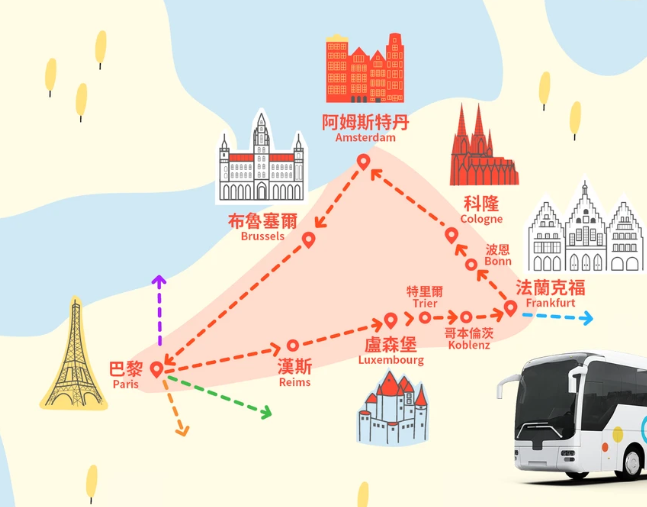 阿姆斯特丹
Amsterdam
科隆
Cologne
布魯塞爾
Brussels
波恩
Bonn
法蘭克福
Frankfurt
特里爾
Trier
哥本倫茨
Koblenz
盧森堡
Luxembourg
漢斯
Reims
巴黎
Paris